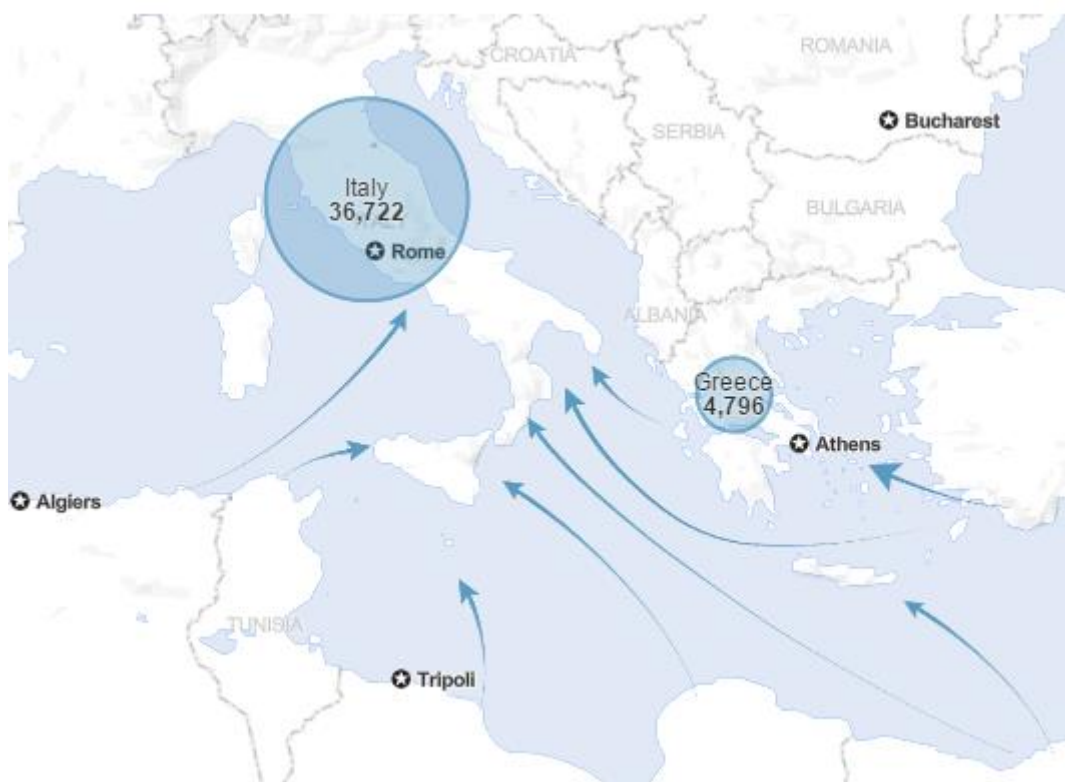 CROATIA
ROMANIA
Bucharest
SERBIA
Italy
36,722
BULGARIA
Rome
ALBANIA
Greece
4,796
Athens
Algiers
TUNISIA
Tripoli